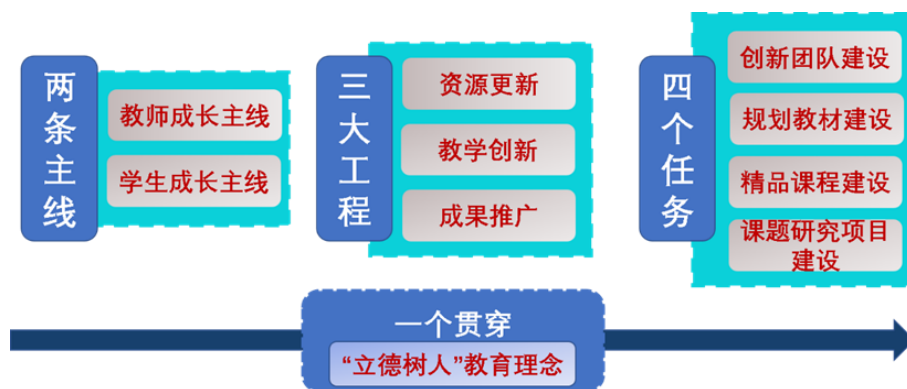 两条主线
教师成长主线
学生成长主线
三大工程
资源更新
教学创新
成果推广
四个任务
创新团队建设
规划教材建设
精品课程建设
课题研究项目
建设
一个贯穿
“立德树人”教育理念